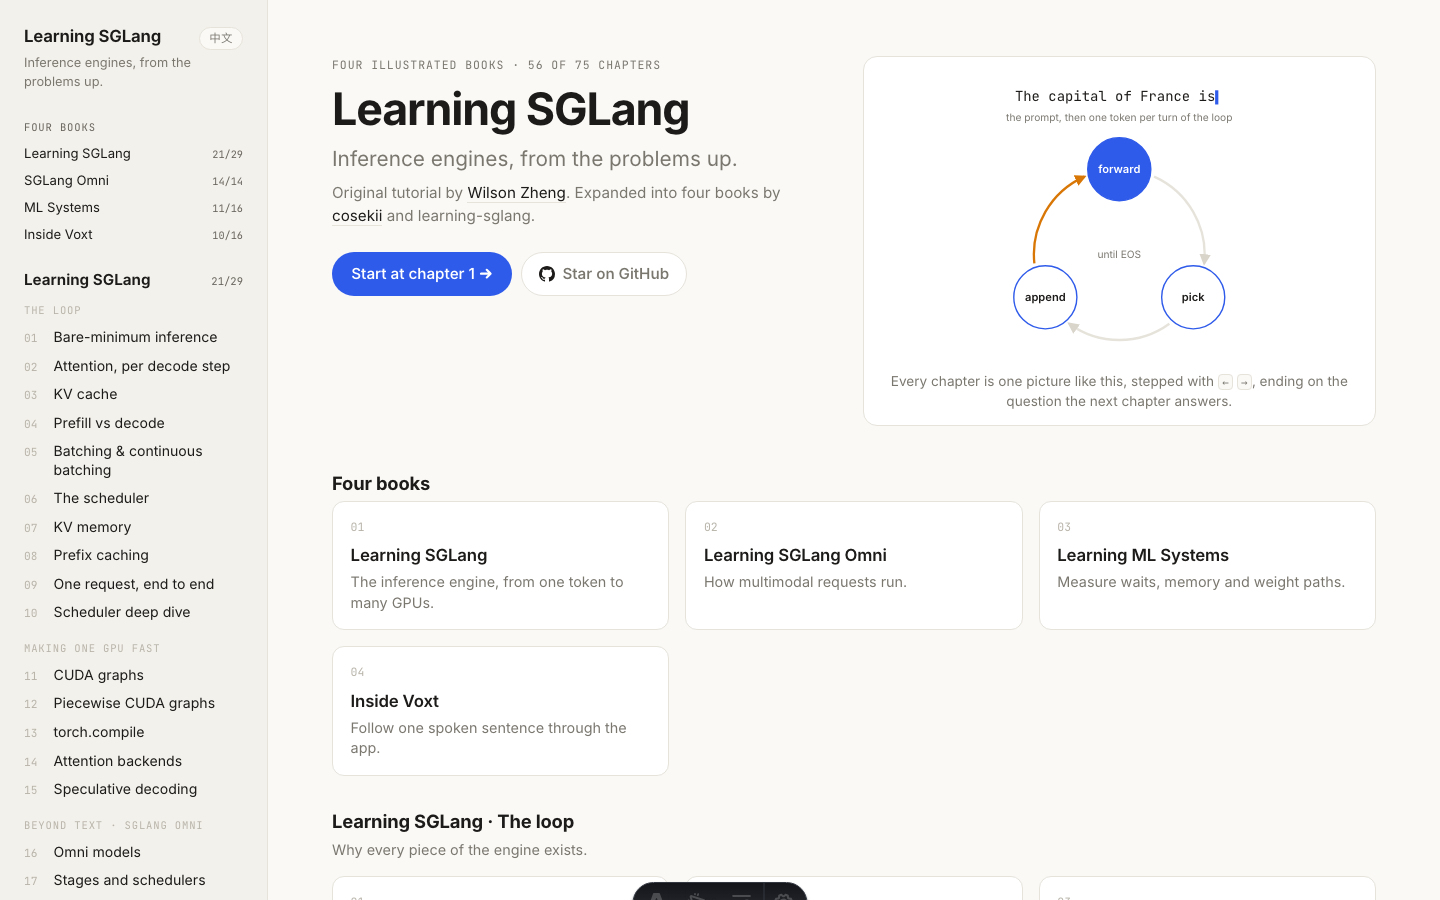 Learning SGLang
中文
Inference engines, from the
problems up.
FOUR BOOKS
Learning SGLang 21/29
SGLang Omni 14/14
ML Systems 11/16
Inside Voxt 10/16
Learning SGLang 21/29
THE LOOP
01 Bare-minimum inference
02 Attention, per decode step
03 KV cache
04 Prefill vs decode
05 Batching & continuous
batching
06 The scheduler
07 KV memory
08 Prefix caching
09 One request, end to end
10 Scheduler deep dive
MAKING ONE GPU FAST
11 CUDA graphs
12 Piecewise CUDA graphs
13 torch.compile
14 Attention backends
15 Speculative decoding
BEYOND TEXT · SGLANG OMNI
16 Omni models
17 Stages and schedulers
FOUR ILLUSTRATED BOOKS · 56 OF 75 CHAPTERS
Learning SGLang
Inference engines, from the problems up.
Original tutorial by Wilson Zheng. Expanded into four books by
cosekii and learning-sglang.
Start at chapter 1 →
Star on GitHub
The capital of France is
the prompt, then one token per turn of the loop
forward
until EOS
append
pick
Every chapter is one picture like this, stepped with ← →, ending on the
question the next chapter answers.
Four books
01
Learning SGLang
The inference engine, from one token to
many GPUs.
02
Learning SGLang Omni
How multimodal requests run.
03
Learning ML Systems
Measure waits, memory and weight paths.
04
Inside Voxt
Follow one spoken sentence through the
app.
Learning SGLang · The loop
Why every piece of the engine exists.